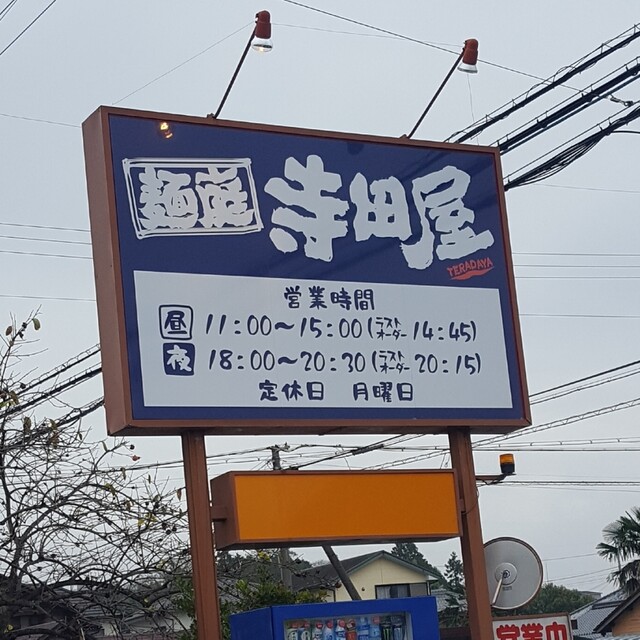 麺蔵 寺田屋
TERADAYA
営業時間
昼 11:00〜15:00(ラストオーダー 14:45)
夜 18:00〜20:30(ラストオーダー 20:15)
定休日 月曜日
営業中